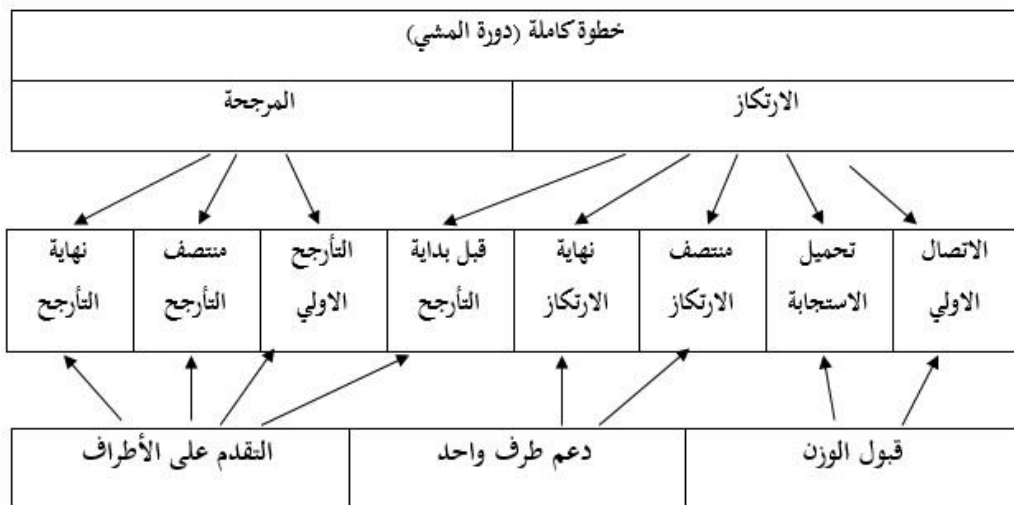 خطوة كاملة (دورة المشي)
الارتكاز
المرجحة
الاتصال
الاولي
تحميل
الاستجابة
منتصف
الارتكاز
نهاية
الارتكاز
قبل بداية
التأرجح
التأرجح
الاولي
منتصف
التأرجح
نهاية
التأرجح
قبول الوزن
دعم طرف واحد
التقدم على الأطراف